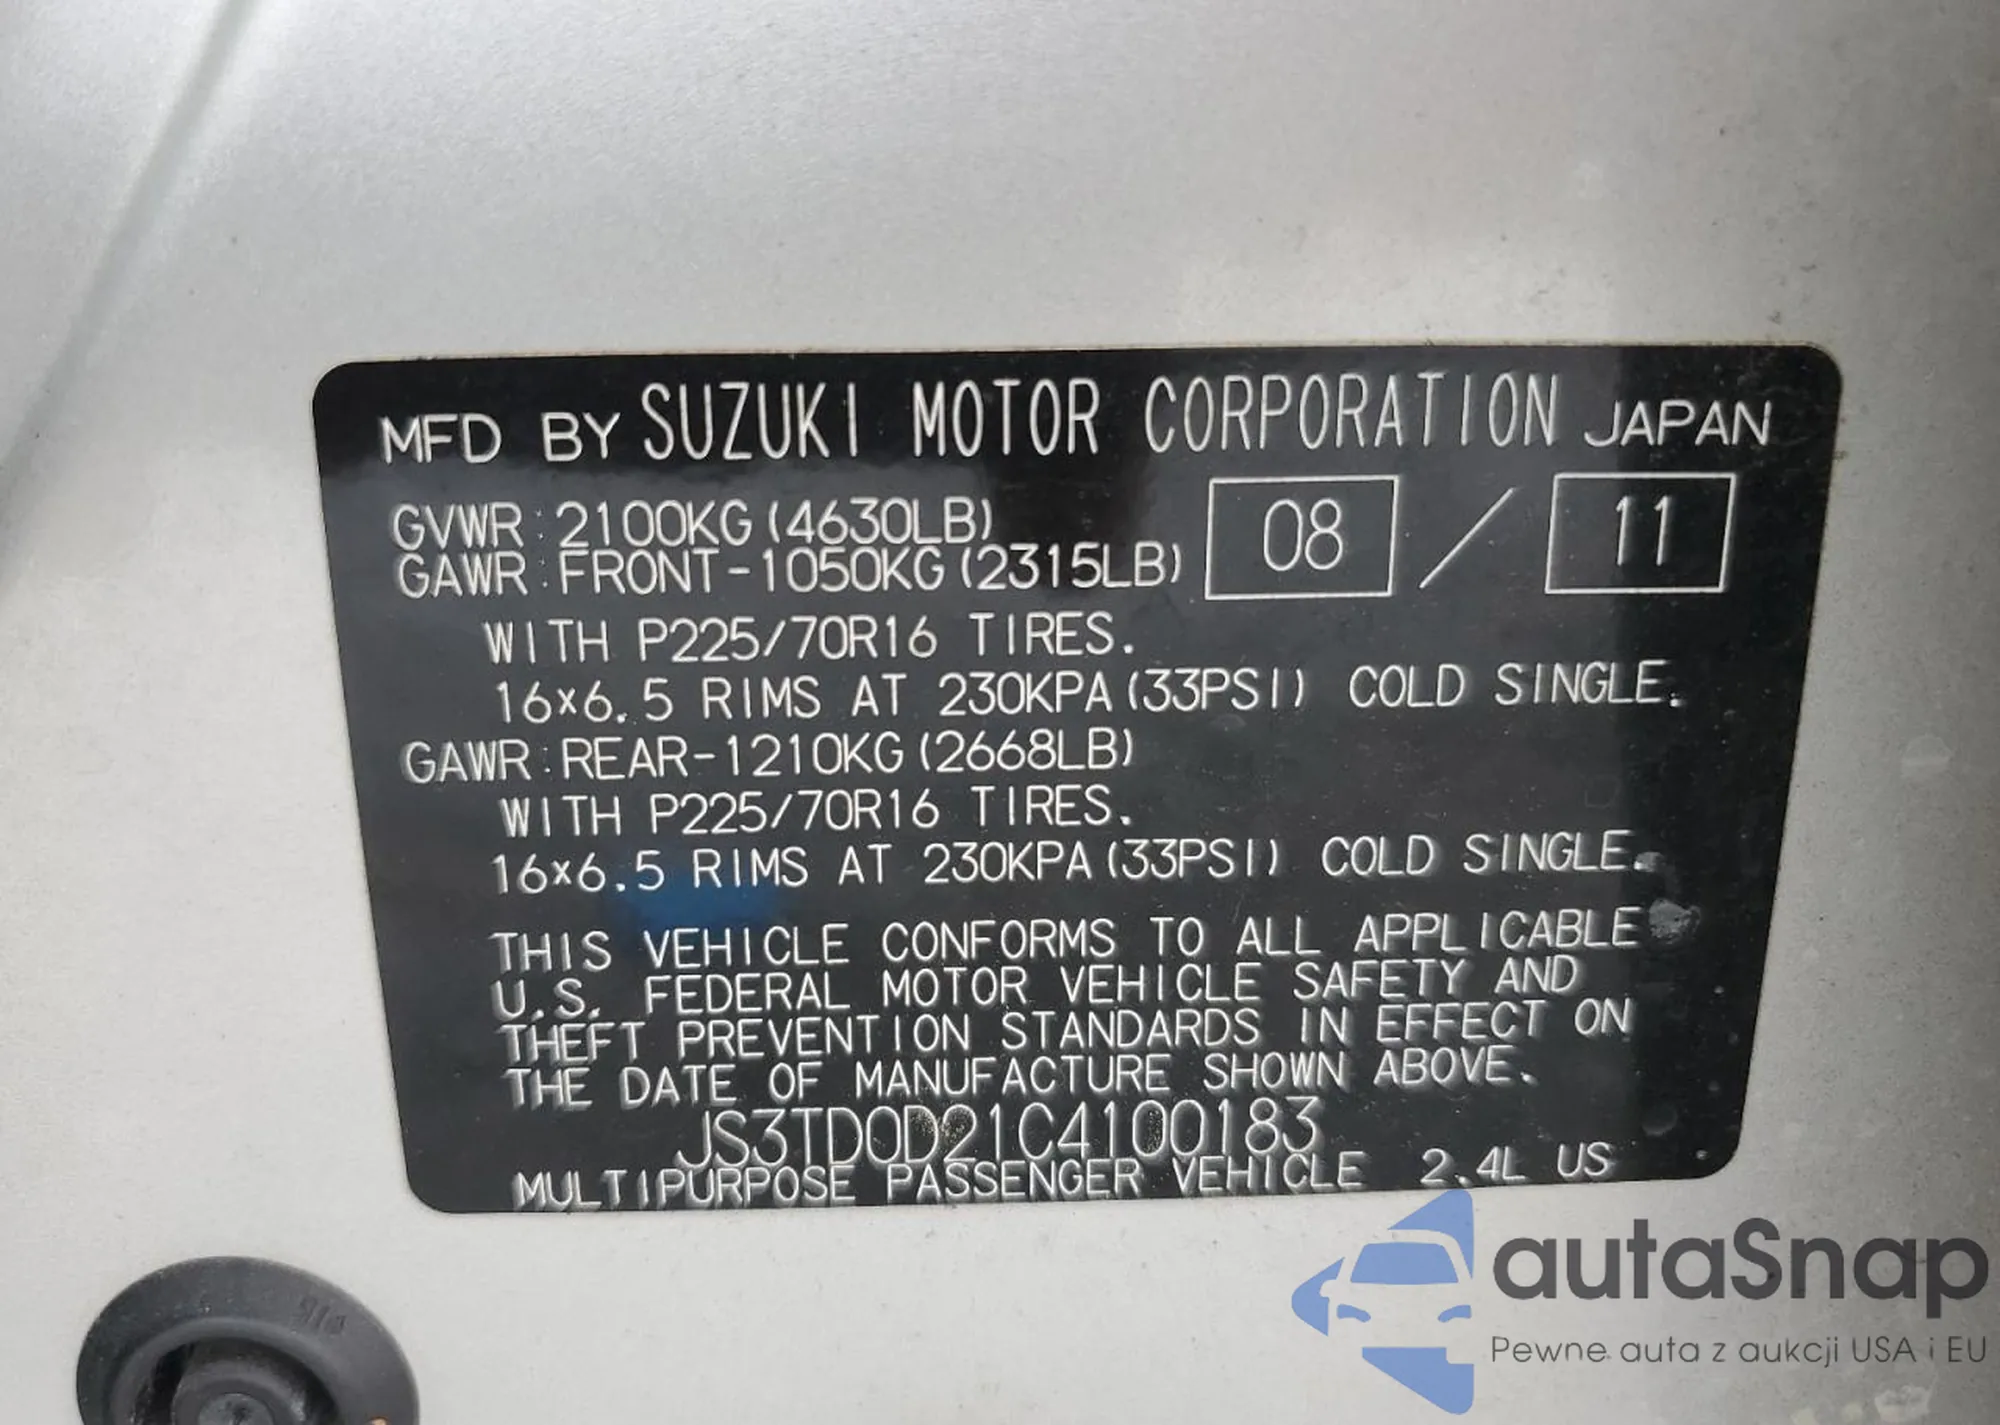 MFD BY SUZUKI MOTOR CORPORATION JAPAN
GVWR : 2100KG (4630LB)
08 / 11
GAWR : FRONT-1050KG (2315LB)
WITH P225/70R16 TIRES.
16×6.5 RIMS AT 230KPA (33PSI) COLD SINGLE.
GAWR : REAR-1210KG (2668LB)
WITH P225/70R16 TIRES.
16×6.5 RIMS AT 230KPA (33PSI) COLD SINGLE.
THIS VEHICLE CONFORMS TO ALL APPLICABLE
U.S. FEDERAL MOTOR VEHICLE SAFETY AND
THEFT PREVENTION STANDARDS IN EFFECT ON
THE DATE OF MANUFACTURE SHOWN ABOVE.
JS3TD0D21C4100183
MULTIPURPOSE PASSENGER VEHICLE 2.4L US
autaSnap
Pewne auta z aukcji USA i EU